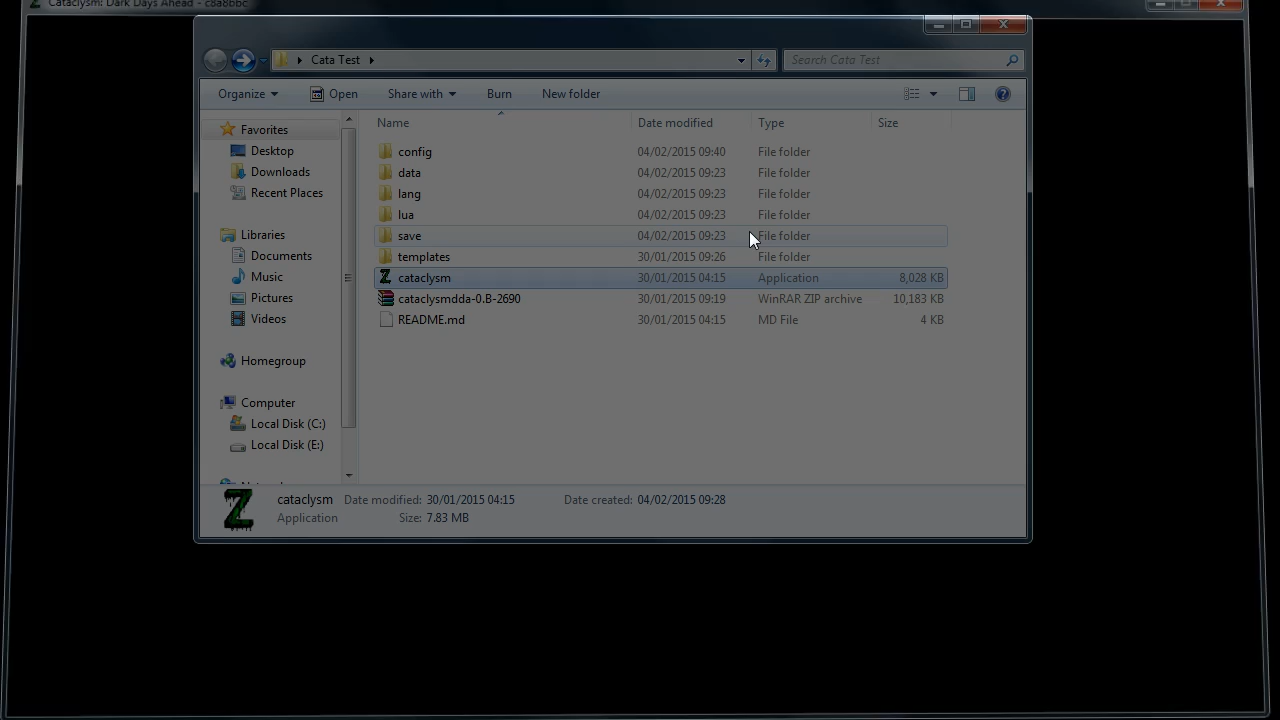 Cataclysm: Dark Days Ahead - c8a8bbc
Cata Test
Search Cata Test
Organize Open Share with Burn New folder
Name Date modified Type Size
Favorites
Desktop
Downloads
Recent Places
Libraries
Documents
Music
Pictures
Videos
Homegroup
Computer
Local Disk (C:)
Local Disk (E:)
config 04/02/2015 09:40 File folder
data 04/02/2015 09:23 File folder
lang 04/02/2015 09:23 File folder
lua 04/02/2015 09:23 File folder
save 04/02/2015 09:23 File folder
templates 30/01/2015 09:26 File folder
cataclysm 30/01/2015 04:15 Application 8,028 KB
cataclysmdda-0.B-2690 30/01/2015 09:19 WinRAR ZIP archive 10,183 KB
README.md 30/01/2015 04:15 MD File 4 KB
cataclysm Date modified: 30/01/2015 04:15 Date created: 04/02/2015 09:28
Application Size: 7.83 MB